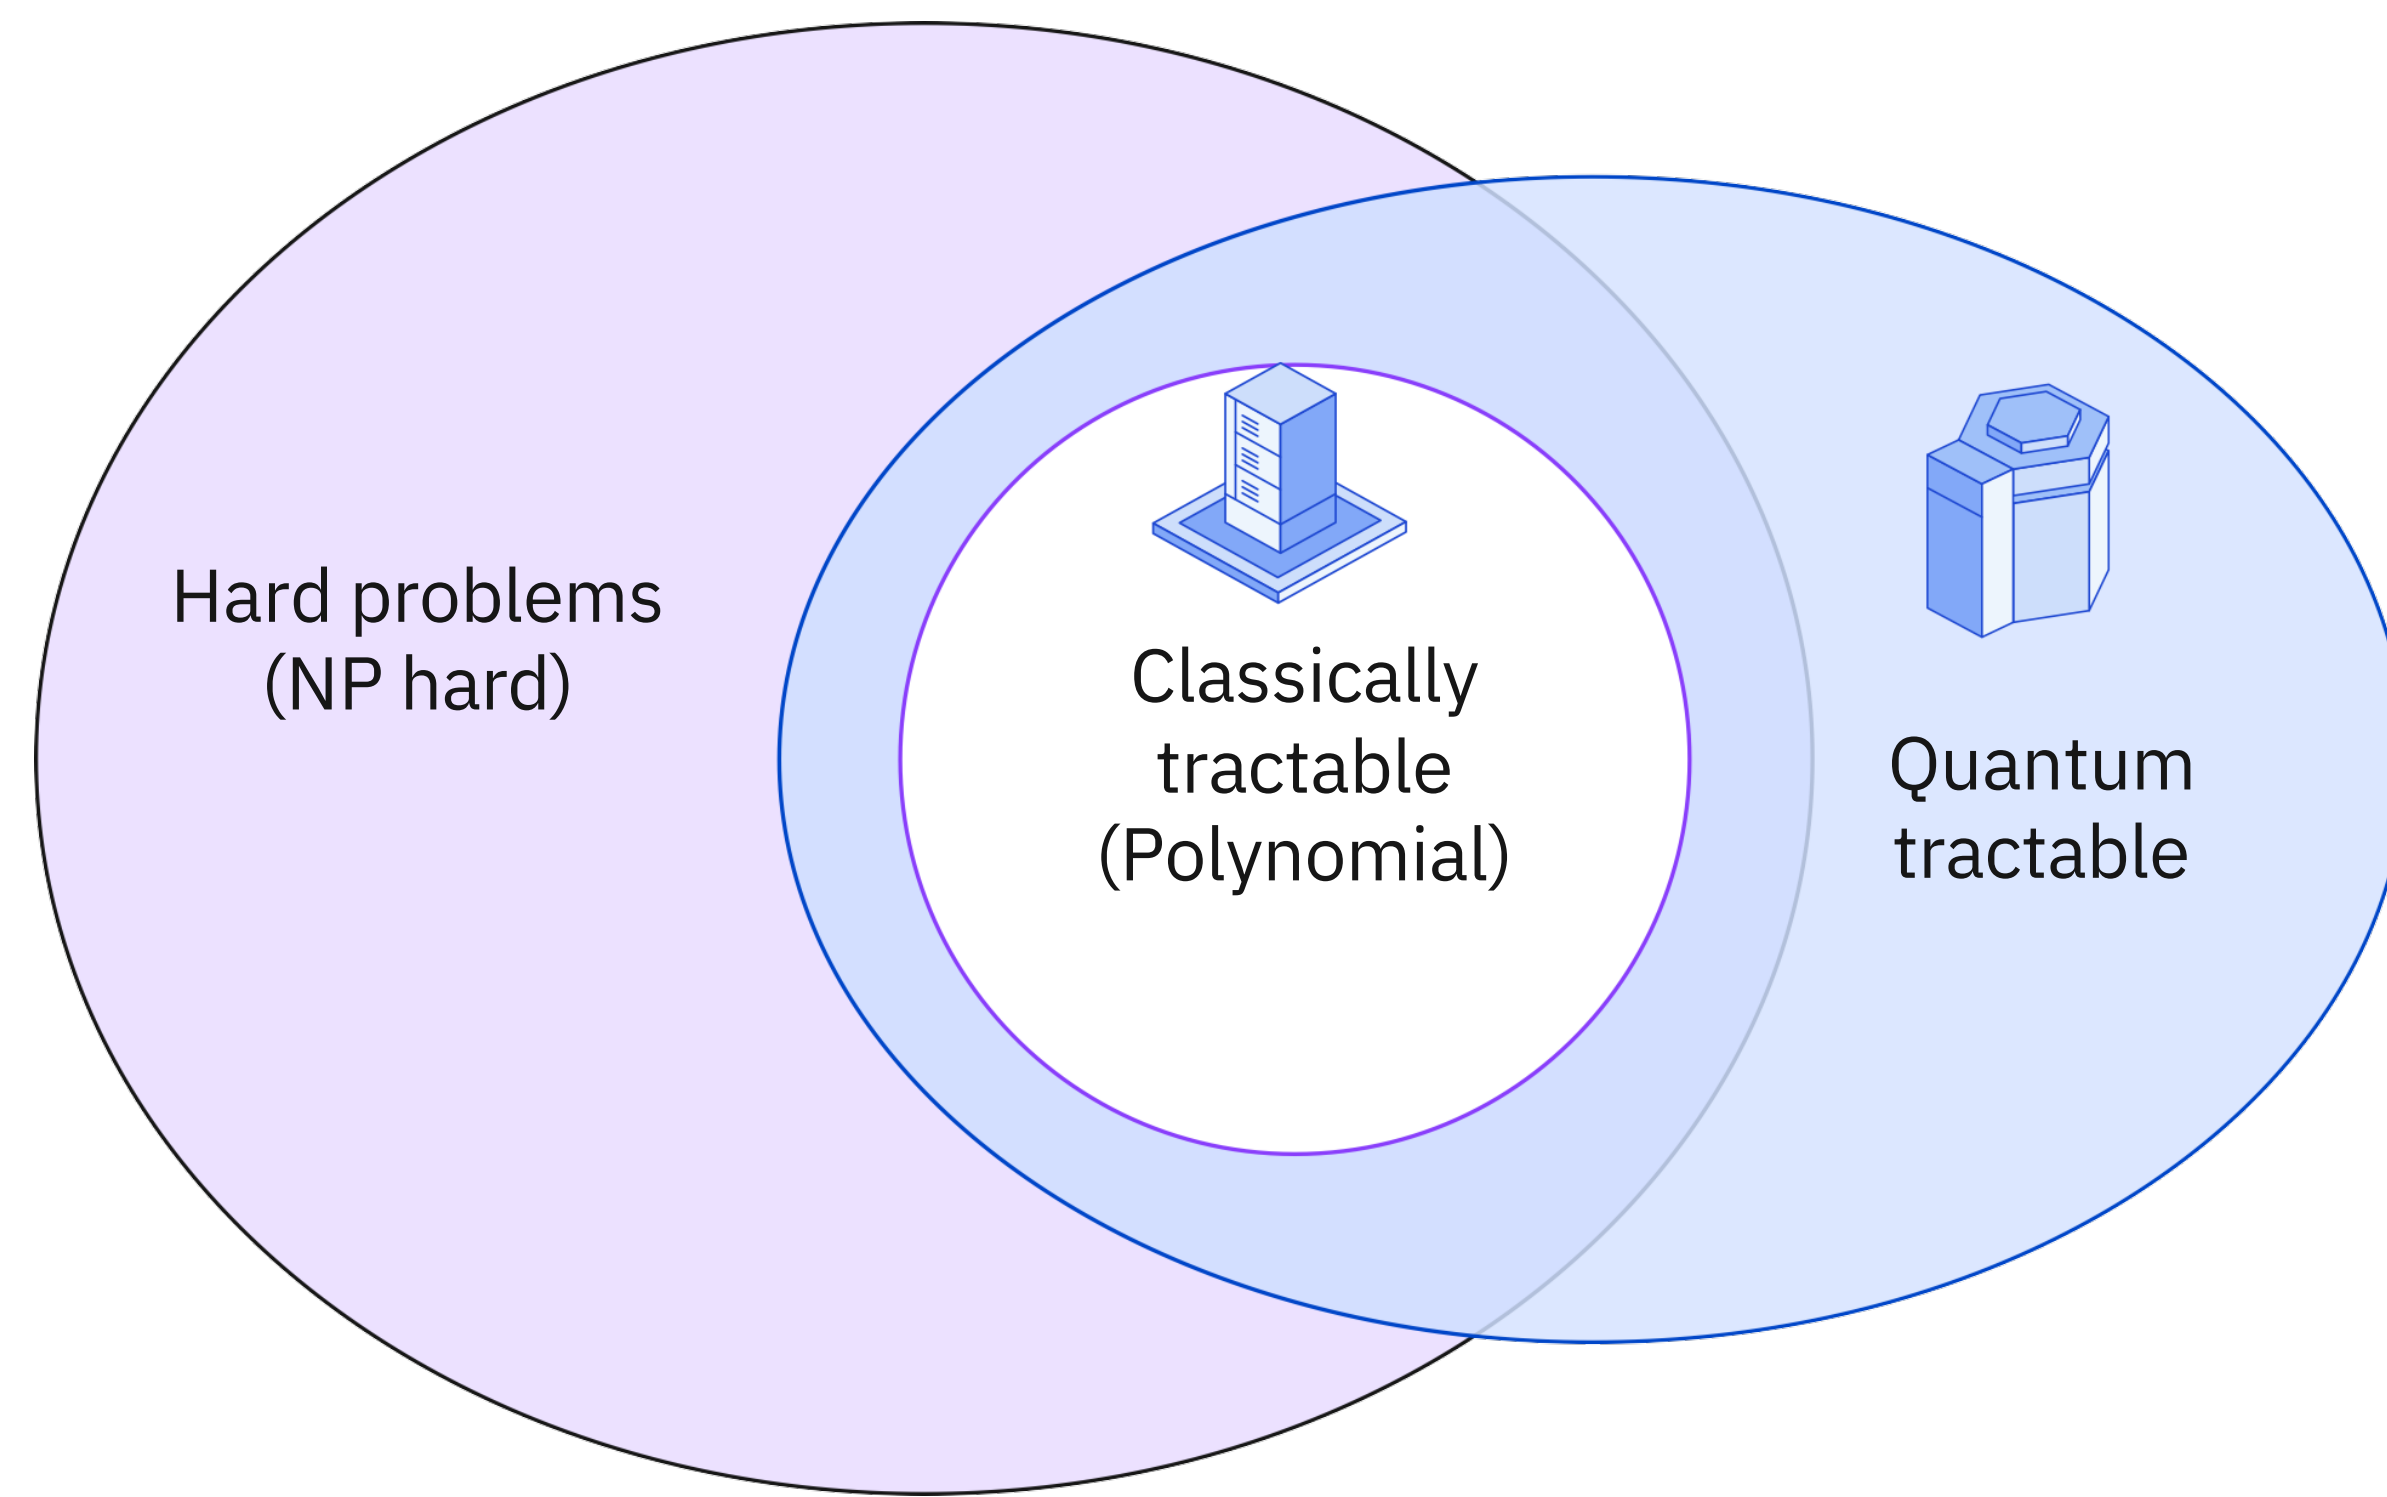 Hard problems
(NP hard)
Classically
tractable
(Polynomial)
Quantum
tractable